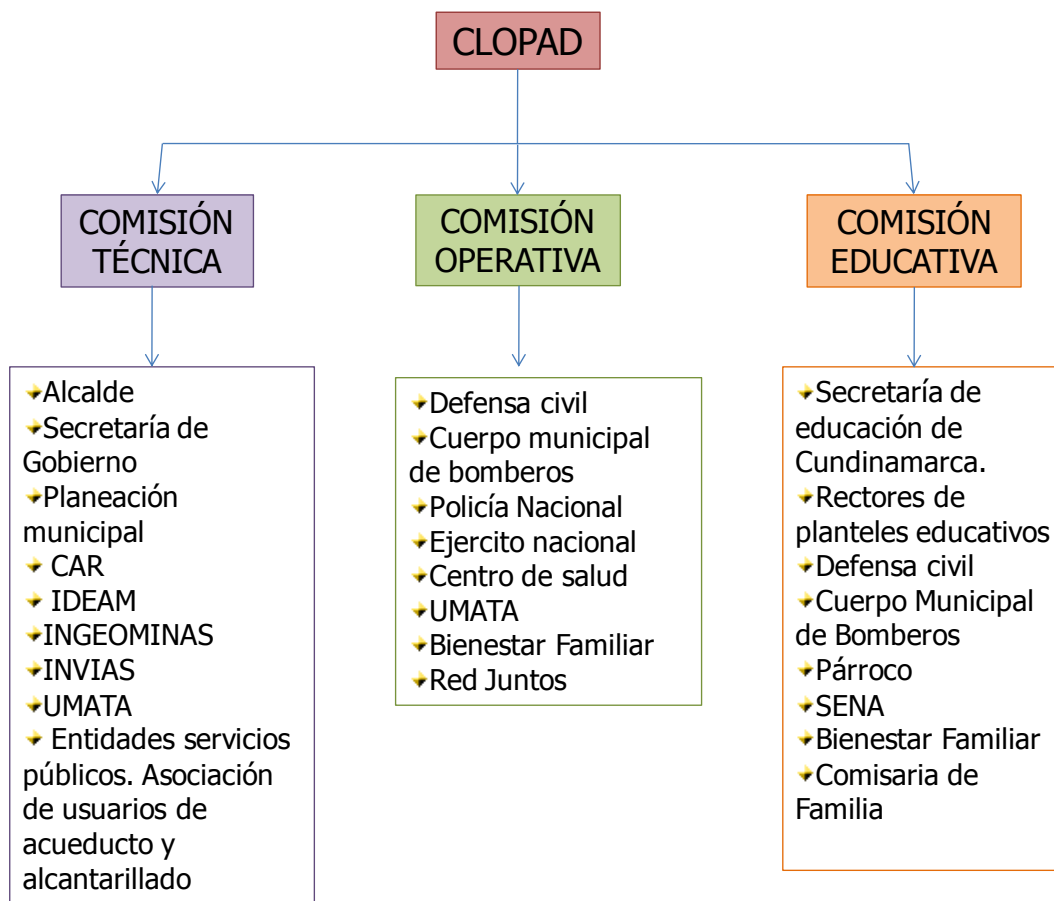 CLOPAD
COMISIÓN
TÉCNICA
Alcalde
Secretaría de
Gobierno
Planeación
municipal
CAR
IDEAM
INGEOMINAS
INVIAS
UMATA
Entidades servicios
públicos. Asociación
de usuarios de
acueducto y
alcantarillado
COMISIÓN
OPERATIVA
Defensa civil
Cuerpo municipal
de bomberos
Policía Nacional
Ejercito nacional
Centro de salud
UMATA
Bienestar Familiar
Red Juntos
COMISIÓN
EDUCATIVA
Secretaría de
educación de
Cundinamarca.
Rectores de
planteles educativos
Defensa civil
Cuerpo Municipal
de Bomberos
Párroco
SENA
Bienestar Familiar
Comisaria de
Familia